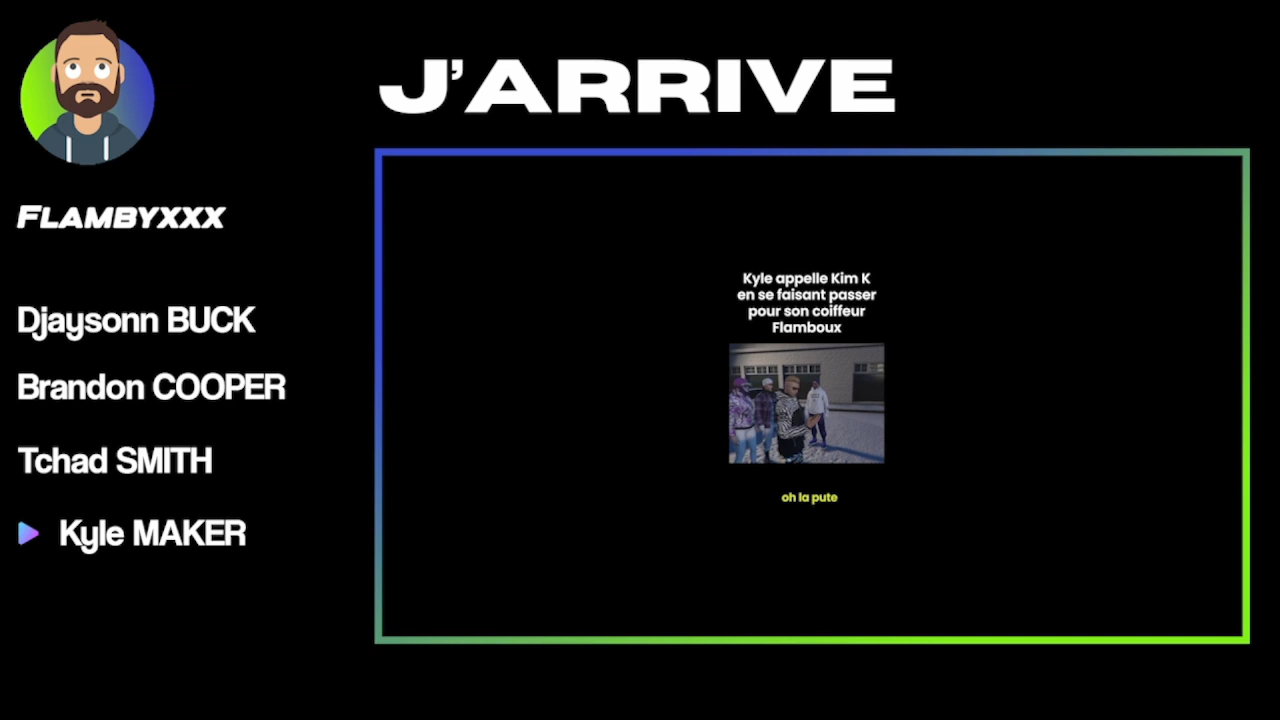 J'ARRIVE
FLAMBYXXX
Djaysonn BUCK
Brandon COOPER
Tchad SMITH
Kyle MAKER
Kyle appelle Kim K
en se faisant passer
pour son coiffeur
Flamboux
oh la pute